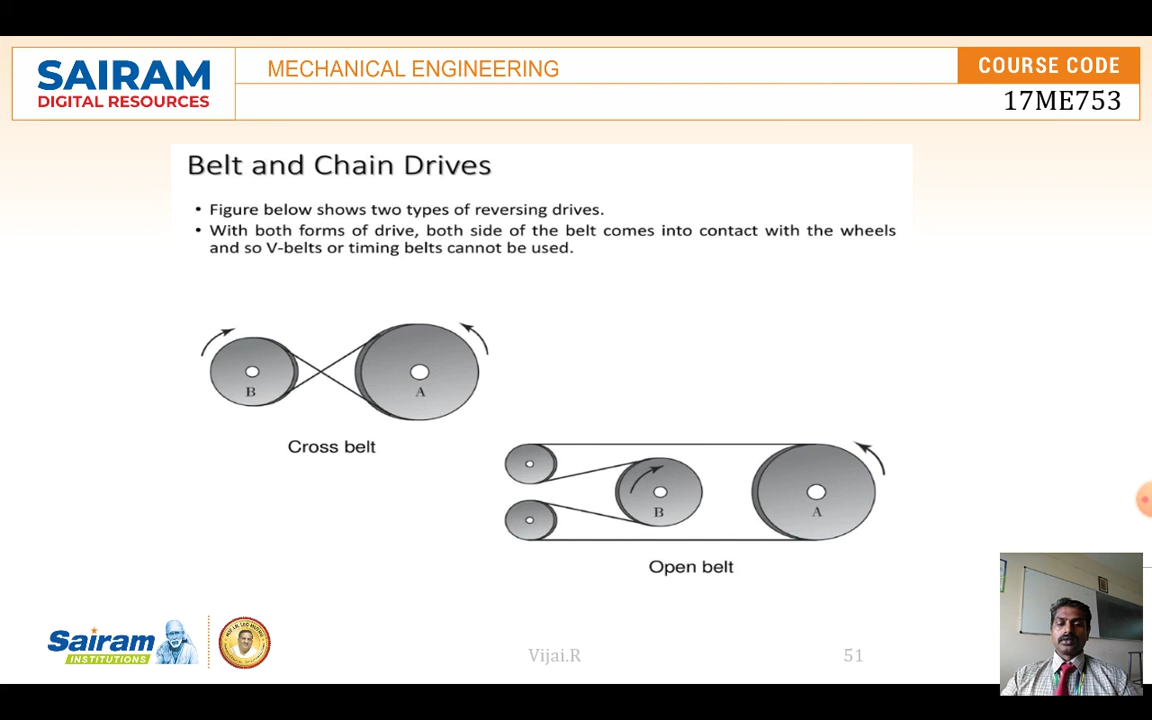 SAIRAM
DIGITAL RESOURCES
MECHANICAL ENGINEERING
COURSE CODE
17ME753
Belt and Chain Drives
• Figure below shows two types of reversing drives.
• With both forms of drive, both side of the belt comes into contact with the wheels
and so V-belts or timing belts cannot be used.
B
A
Cross belt
B
A
Open belt
Sairam
INSTITUTIONS
Vijai.R
51